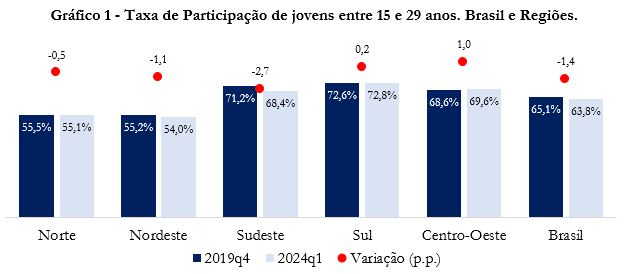 Gráfico 1 - Taxa de Participação de jovens entre 15 e 29 anos. Brasil e Regiões.
-0,5 -1,1 -2,7 0,2 1,0 -1,4
55,5% 55,1% 55,2% 54,0% 71,2% 68,4% 72,6% 72,8% 68,6% 69,6% 65,1% 63,8%
Norte Nordeste Sudeste Sul Centro-Oeste Brasil
2019q4 2024q1 Variação (p.p.)